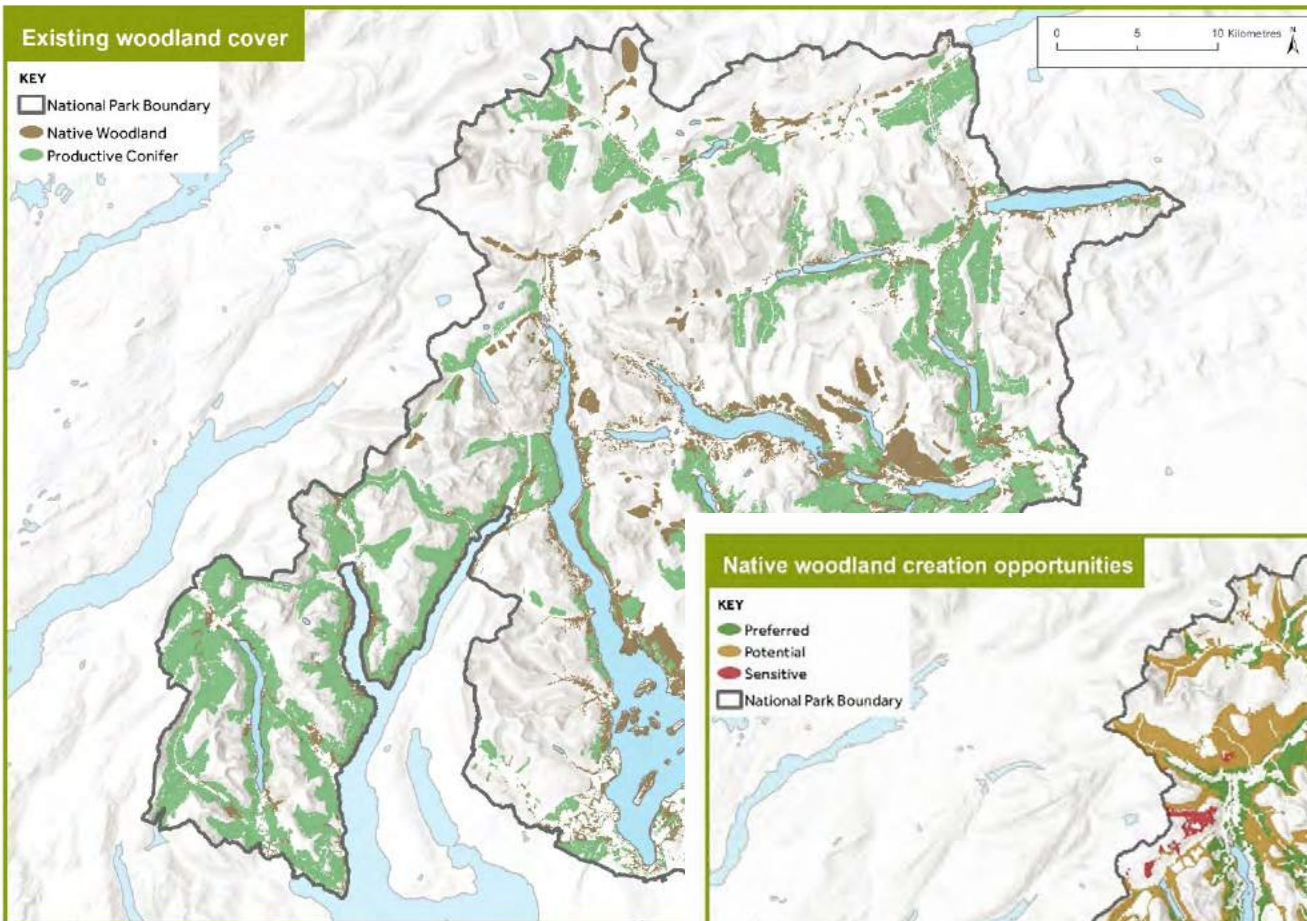 Existing woodland cover
KEY
National Park Boundary
Native Woodland
Productive Conifer
0 5 10 Kilometres
N
Native woodland creation opportunities
KEY
Preferred
Potential
Sensitive
National Park Boundary